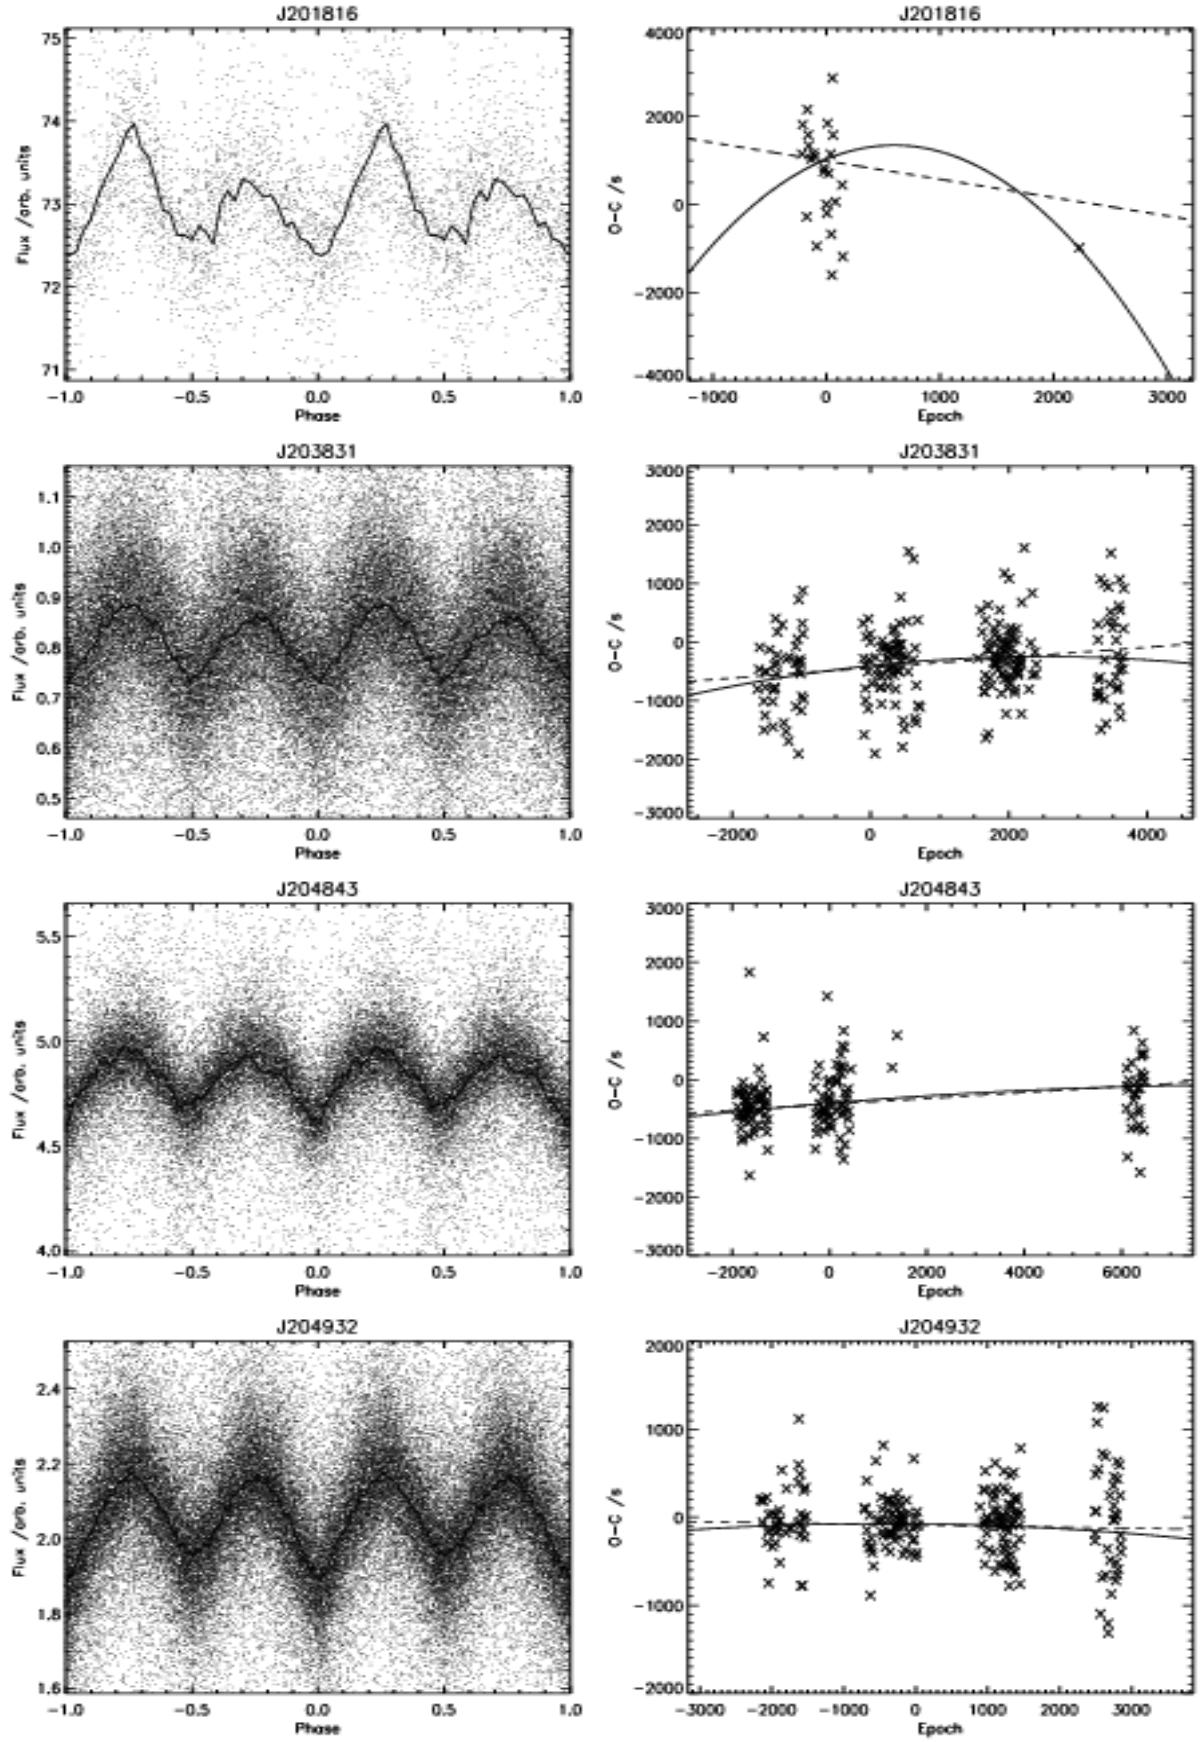 J201816
75
74
73
72
71
Flux /arb. units
-1.0 -0.5 0.0 0.5 1.0
Phase
J201816
4000
2000
0
-2000
-4000
O-C /s
-1000 0 1000 2000 3000
Epoch
J203831
1.1
1.0
0.9
0.8
0.7
0.6
0.5
Flux /arb. units
-1.0 -0.5 0.0 0.5 1.0
Phase
J203831
3000
2000
1000
0
-1000
-2000
-3000
O-C /s
-2000 0 2000 4000
Epoch
J204843
5.5
5.0
4.5
4.0
Flux /arb. units
-1.0 -0.5 0.0 0.5 1.0
Phase
J204843
3000
2000
1000
0
-1000
-2000
-3000
O-C /s
-2000 0 2000 4000 6000
Epoch
J204932
2.4
2.2
2.0
1.8
1.6
Flux /arb. units
-1.0 -0.5 0.0 0.5 1.0
Phase
J204932
2000
1000
0
-1000
-2000
O-C /s
-3000 -2000 -1000 0 1000 2000 3000
Epoch